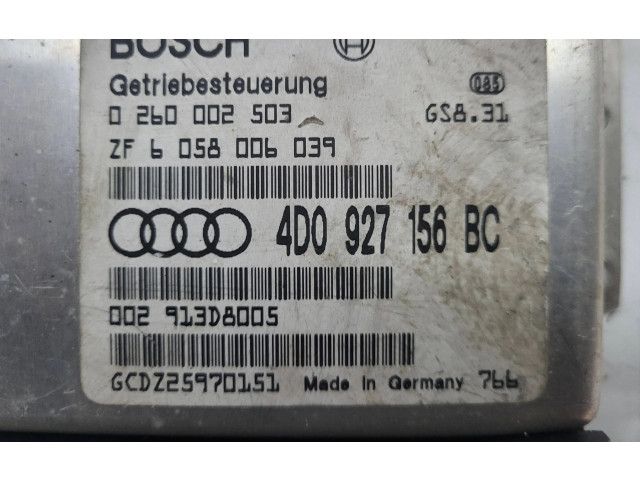 BOSCH
Getriebesteuerung 085
0 260 002 503 GS8.31
ZF 6 058 006 039
4D0 927 156 BC
002 913D8005
GCDZ25970151 Made In Germany 766